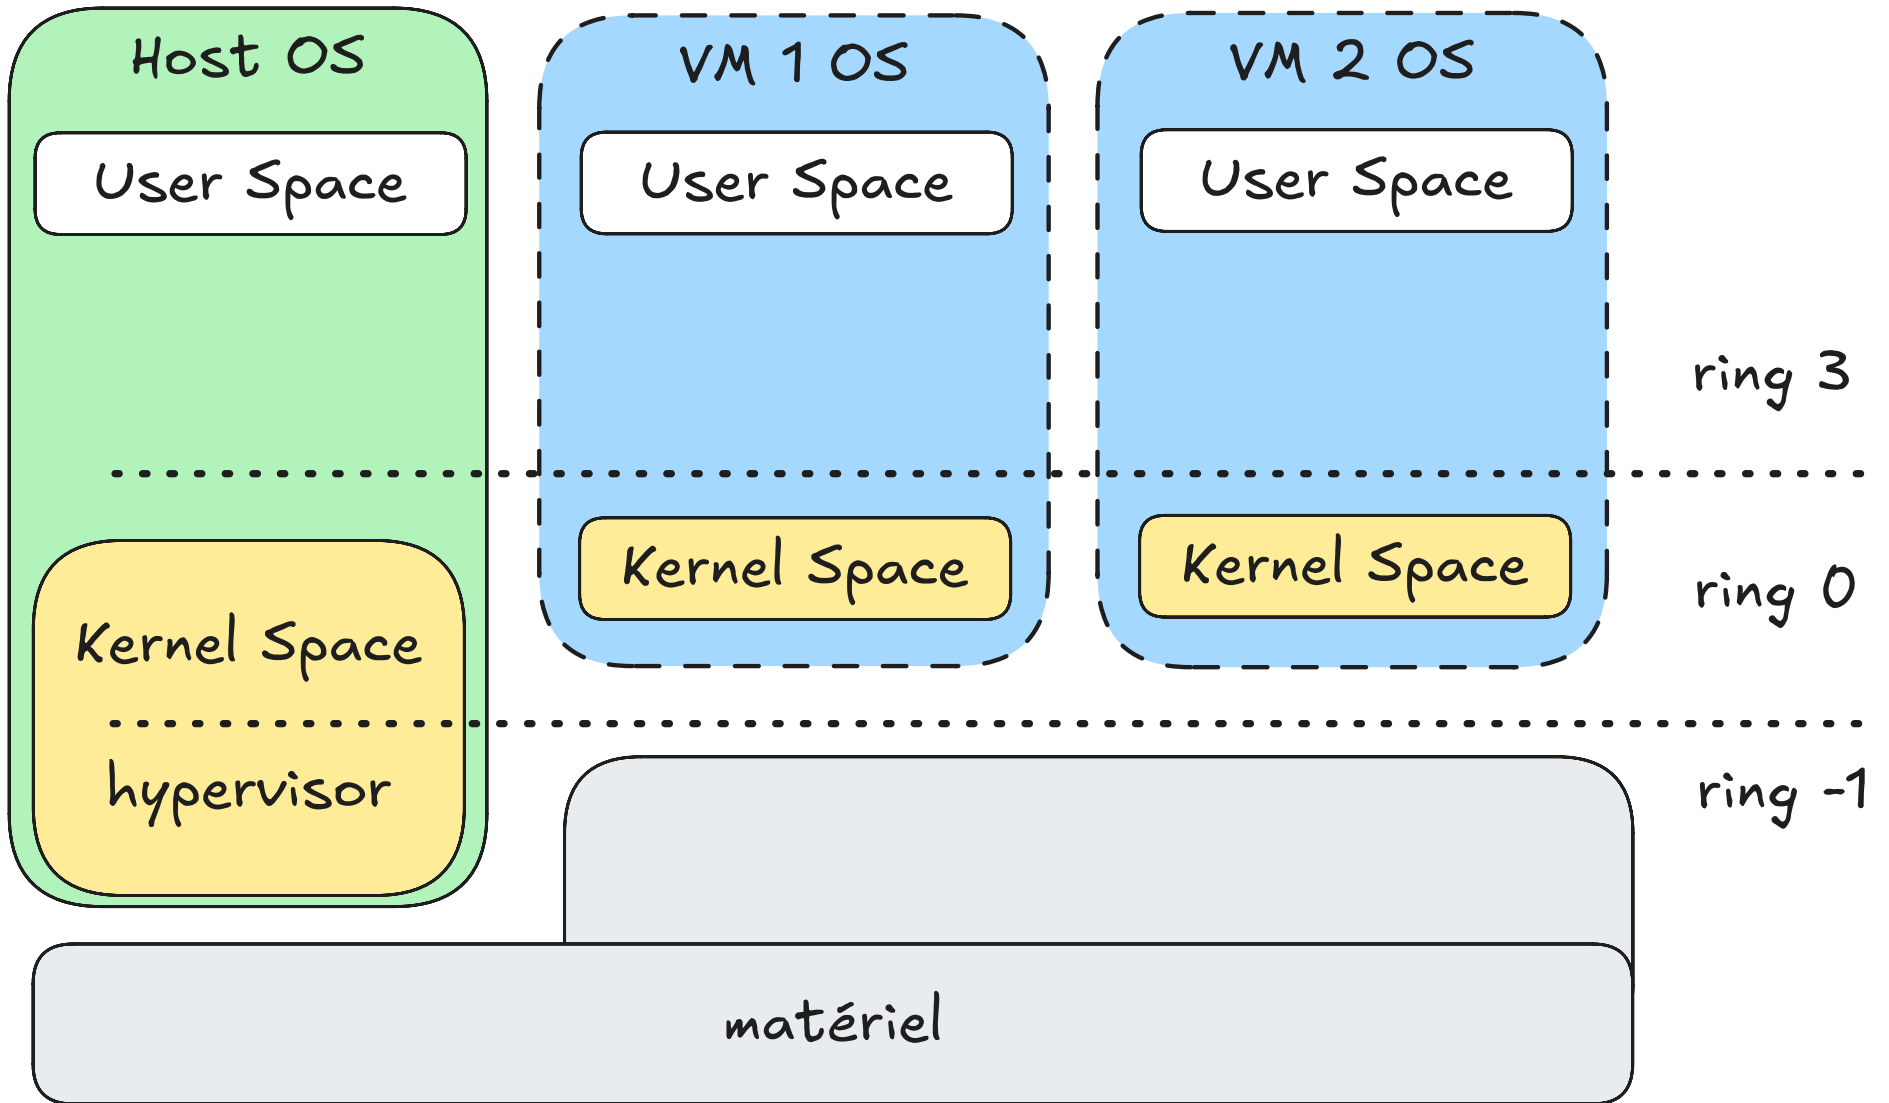 Host OS
VM 1 OS
VM 2 OS
User Space
User Space
User Space
ring 3
Kernel Space
Kernel Space
ring 0
Kernel Space
hypervisor
ring -1
matériel